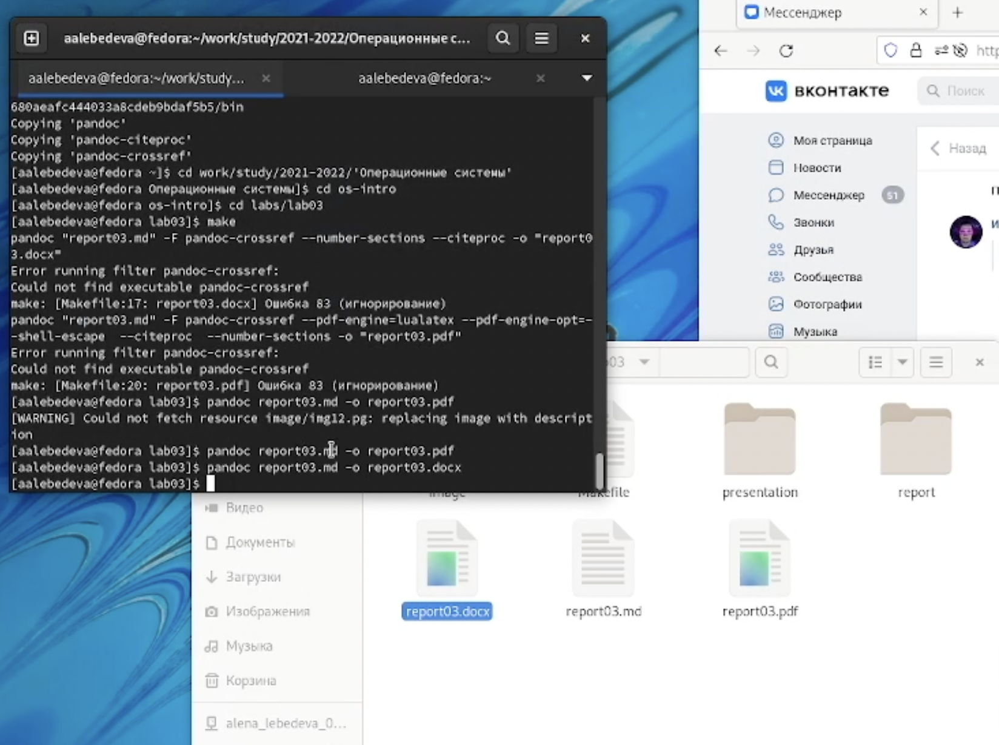 aalebedeva@fedora:~/work/study/2021-2022/Операционные с...
aalebedeva@fedora:~/work/study...
aalebedeva@fedora:~
680aeafc444033a8cdeb9bdaf5b5/bin
Copying 'pandoc'
Copying 'pandoc-citeproc'
Copying 'pandoc-crossref'
[aalebedeva@fedora ~]$ cd work/study/2021-2022/'Операционные системы'
[aalebedeva@fedora Операционные системы]$ cd os-intro
[aalebedeva@fedora os-intro]$ cd labs/lab03
[aalebedeva@fedora lab03]$ make
pandoc "report03.md" -F pandoc-crossref --number-sections --citeproc -o "report0
3.docx"
Error running filter pandoc-crossref:
Could not find executable pandoc-crossref
make: [Makefile:17: report03.docx] Ошибка 83 (игнорирование)
pandoc "report03.md" -F pandoc-crossref --pdf-engine=lualatex --pdf-engine-opt=-
-shell-escape  --citeproc  --number-sections -o "report03.pdf"
Error running filter pandoc-crossref:
Could not find executable pandoc-crossref
make: [Makefile:20: report03.pdf] Ошибка 83 (игнорирование)
[aalebedeva@fedora lab03]$ pandoc report03.md -o report03.pdf
[WARNING] Could not fetch resource image/img12.pg: replacing image with descript
ion
[aalebedeva@fedora lab03]$ pandoc report03.md -o report03.pdf
[aalebedeva@fedora lab03]$ pandoc report03.md -o report03.docx
[aalebedeva@fedora lab03]$
Мессенджер
http
вконтакте
Поиск
Моя страница
Новости
Мессенджер 51
Звонки
Друзья
Сообщества
Фотографии
Музыка
Назад
03
image
Makefile
presentation
report
report03.docx
report03.md
report03.pdf
Видео
Документы
Загрузки
Изображения
Музыка
Корзина
alena_lebedeva_0...